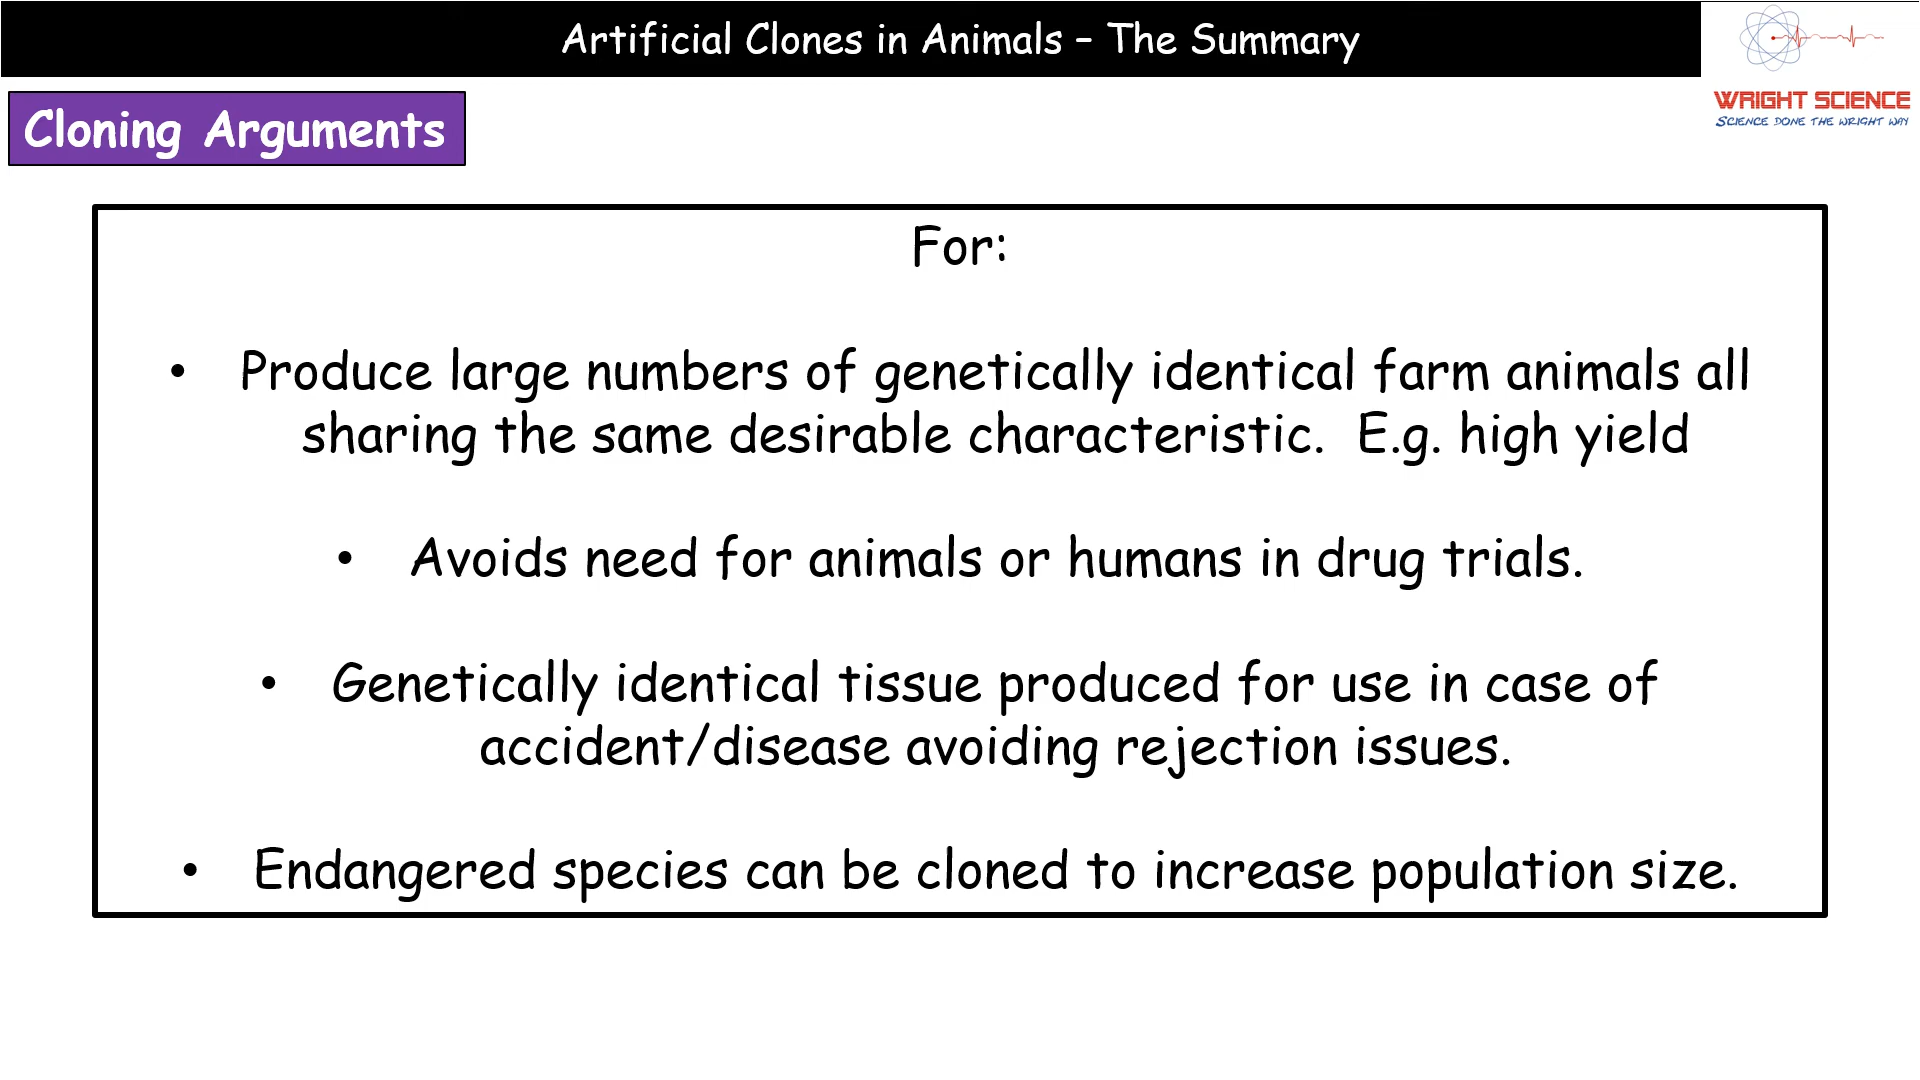 Artificial Clones in Animals – The Summary
WRIGHT SCIENCE
SCIENCE DONE THE WRIGHT WAY
Cloning Arguments
For:
• Produce large numbers of genetically identical farm animals all
sharing the same desirable characteristic.  E.g. high yield
• Avoids need for animals or humans in drug trials.
• Genetically identical tissue produced for use in case of
accident/disease avoiding rejection issues.
• Endangered species can be cloned to increase population size.